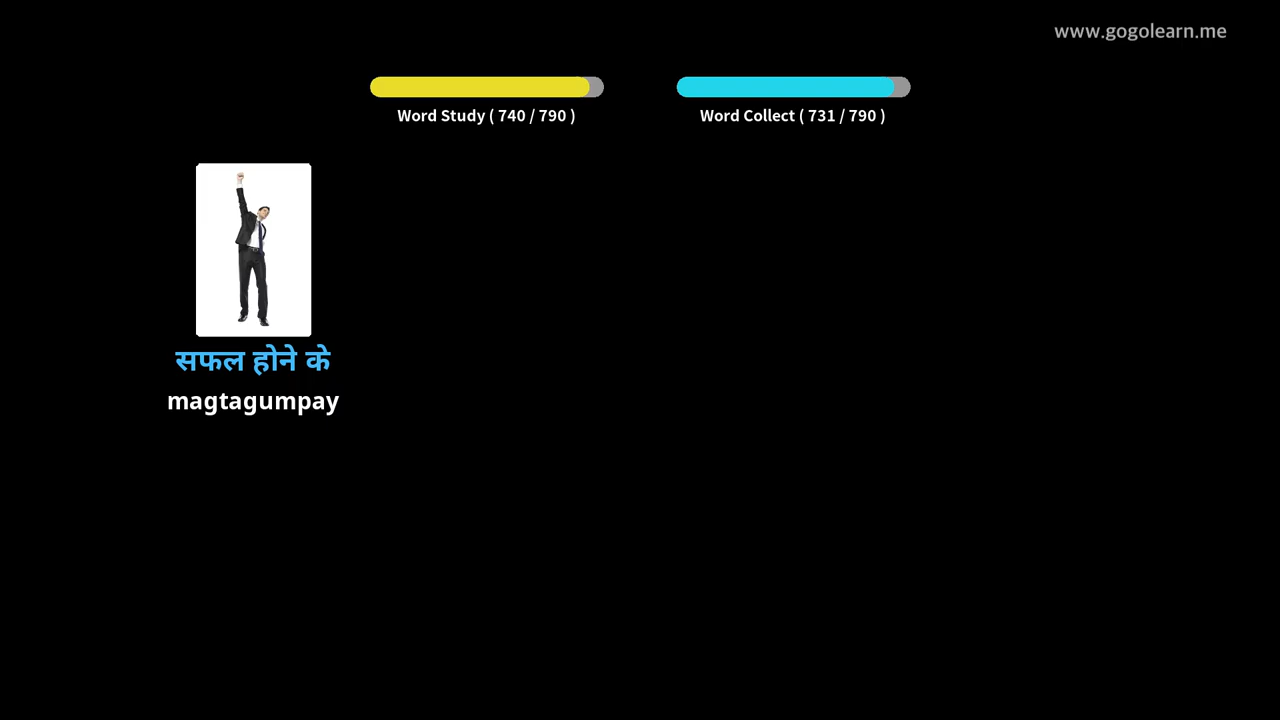 www.gogolearn.me
Word Study ( 740 / 790 )
Word Collect ( 731 / 790 )
सफल होने के
magtagumpay